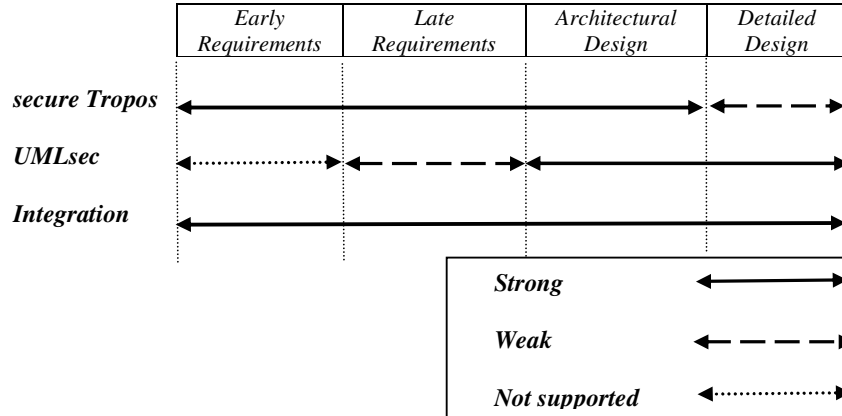 Early Late Architectural Detailed
Requirements Requirements Design Design
secure Tropos
UMLsec
Integration
Strong
Weak
Not supported